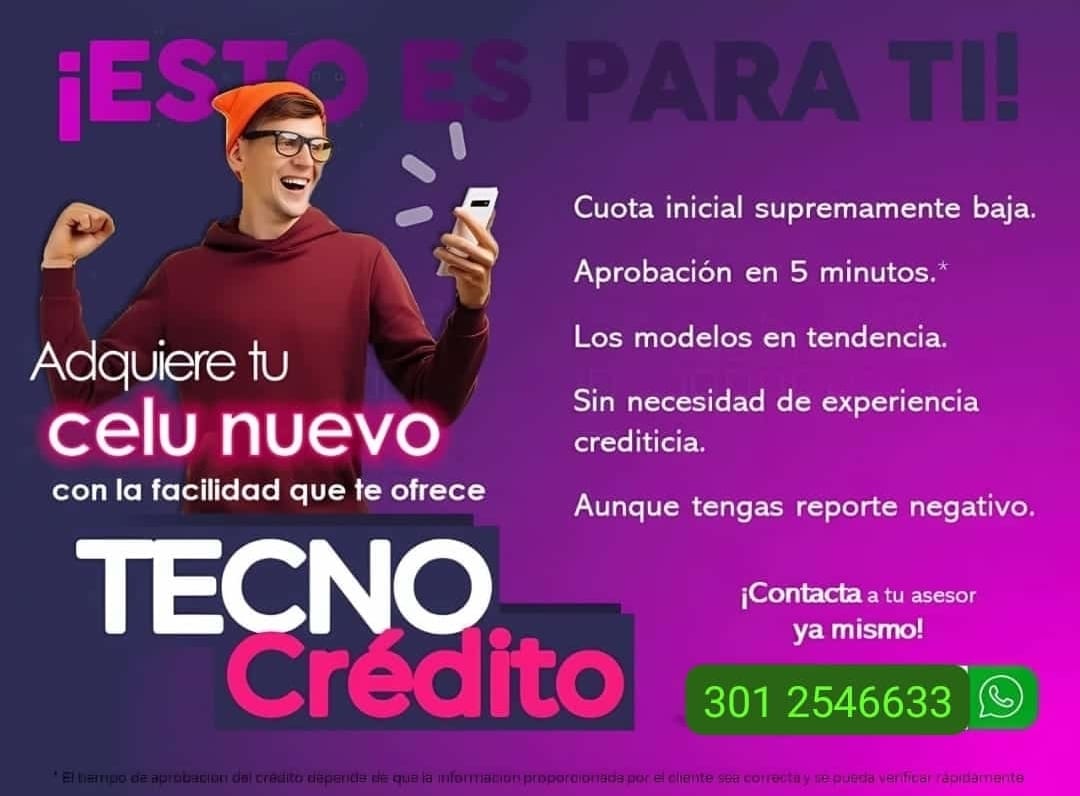 ¡ESTO ES PARA TI!
Cuota inicial supremamente baja.
Aprobación en 5 minutos.*
Los modelos en tendencia.
Sin necesidad de experiencia
crediticia.
Aunque tengas reporte negativo.
Adquiere tu
celu nuevo
con la facilidad que te ofrece
TECNO
Crédito
¡Contacta a tu asesor
ya mismo!
301 2546633
* El tiempo de aprobación del crédito depende de que la información proporcionada por el cliente sea correcta y se pueda verificar rápidamente